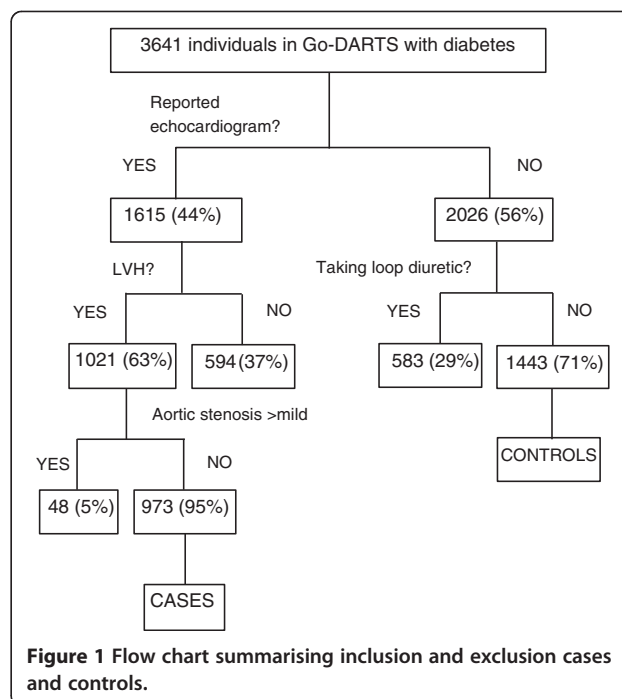 3641 individuals in Go-DARTS with diabetes
Reported
echocardiogram?
YES
NO
1615 (44%)
2026 (56%)
LVH?
Taking loop diuretic?
YES
NO
YES
NO
1021 (63%)
594 (37%)
583 (29%)
1443 (71%)
Aortic stenosis >mild
YES
NO
CONTROLS
48 (5%)
973 (95%)
CASES
Figure 1 Flow chart summarising inclusion and exclusion cases
and controls.